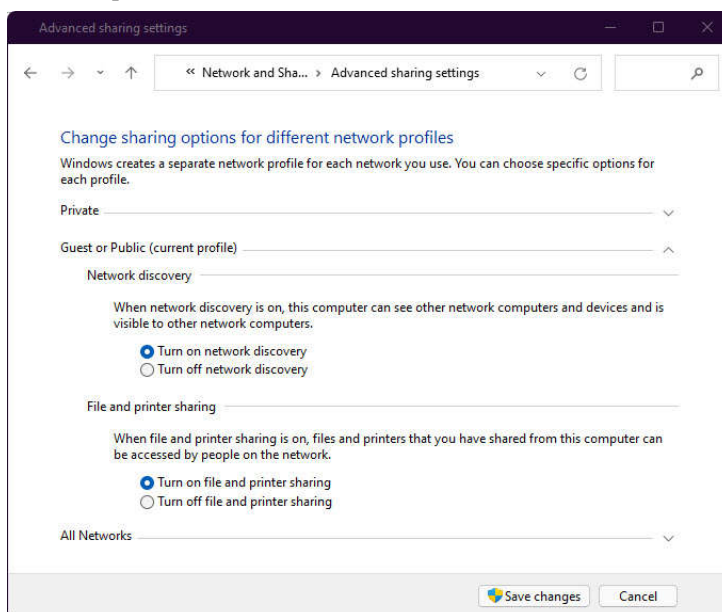 Advanced sharing settings
« Network and Sha... › Advanced sharing settings
Change sharing options for different network profiles
Windows creates a separate network profile for each network you use. You can choose specific options for
each profile.
Private
Guest or Public (current profile)
Network discovery
When network discovery is on, this computer can see other network computers and devices and is
visible to other network computers.
Turn on network discovery
Turn off network discovery
File and printer sharing
When file and printer sharing is on, files and printers that you have shared from this computer can
be accessed by people on the network.
Turn on file and printer sharing
Turn off file and printer sharing
All Networks
Save changes Cancel